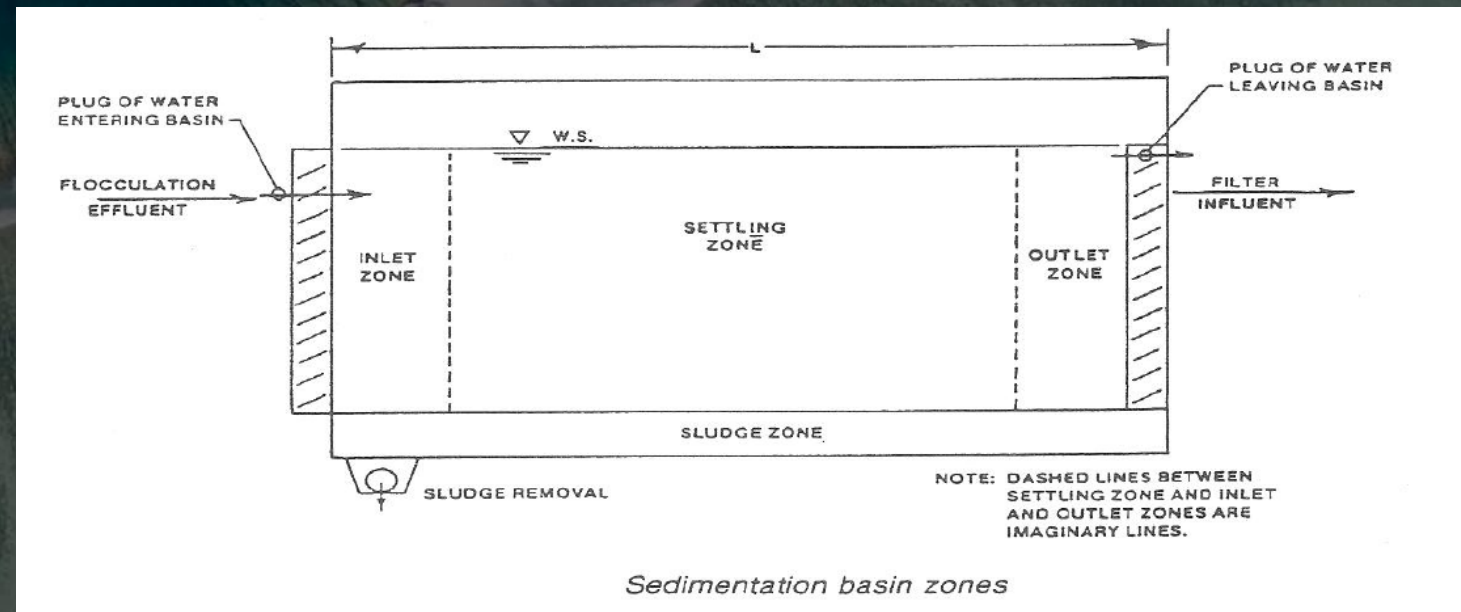 L
PLUG OF WATER
ENTERING BASIN
PLUG OF WATER
LEAVING BASIN
W.S.
FLOCCULATION
EFFLUENT
SETTLING
ZONE
INLET
ZONE
OUTLET
ZONE
FILTER
INFLUENT
SLUDGE ZONE
SLUDGE REMOVAL
NOTE: DASHED LINES BETWEEN
SETTLING ZONE AND INLET
AND OUTLET ZONES ARE
IMAGINARY LINES.
Sedimentation basin zones